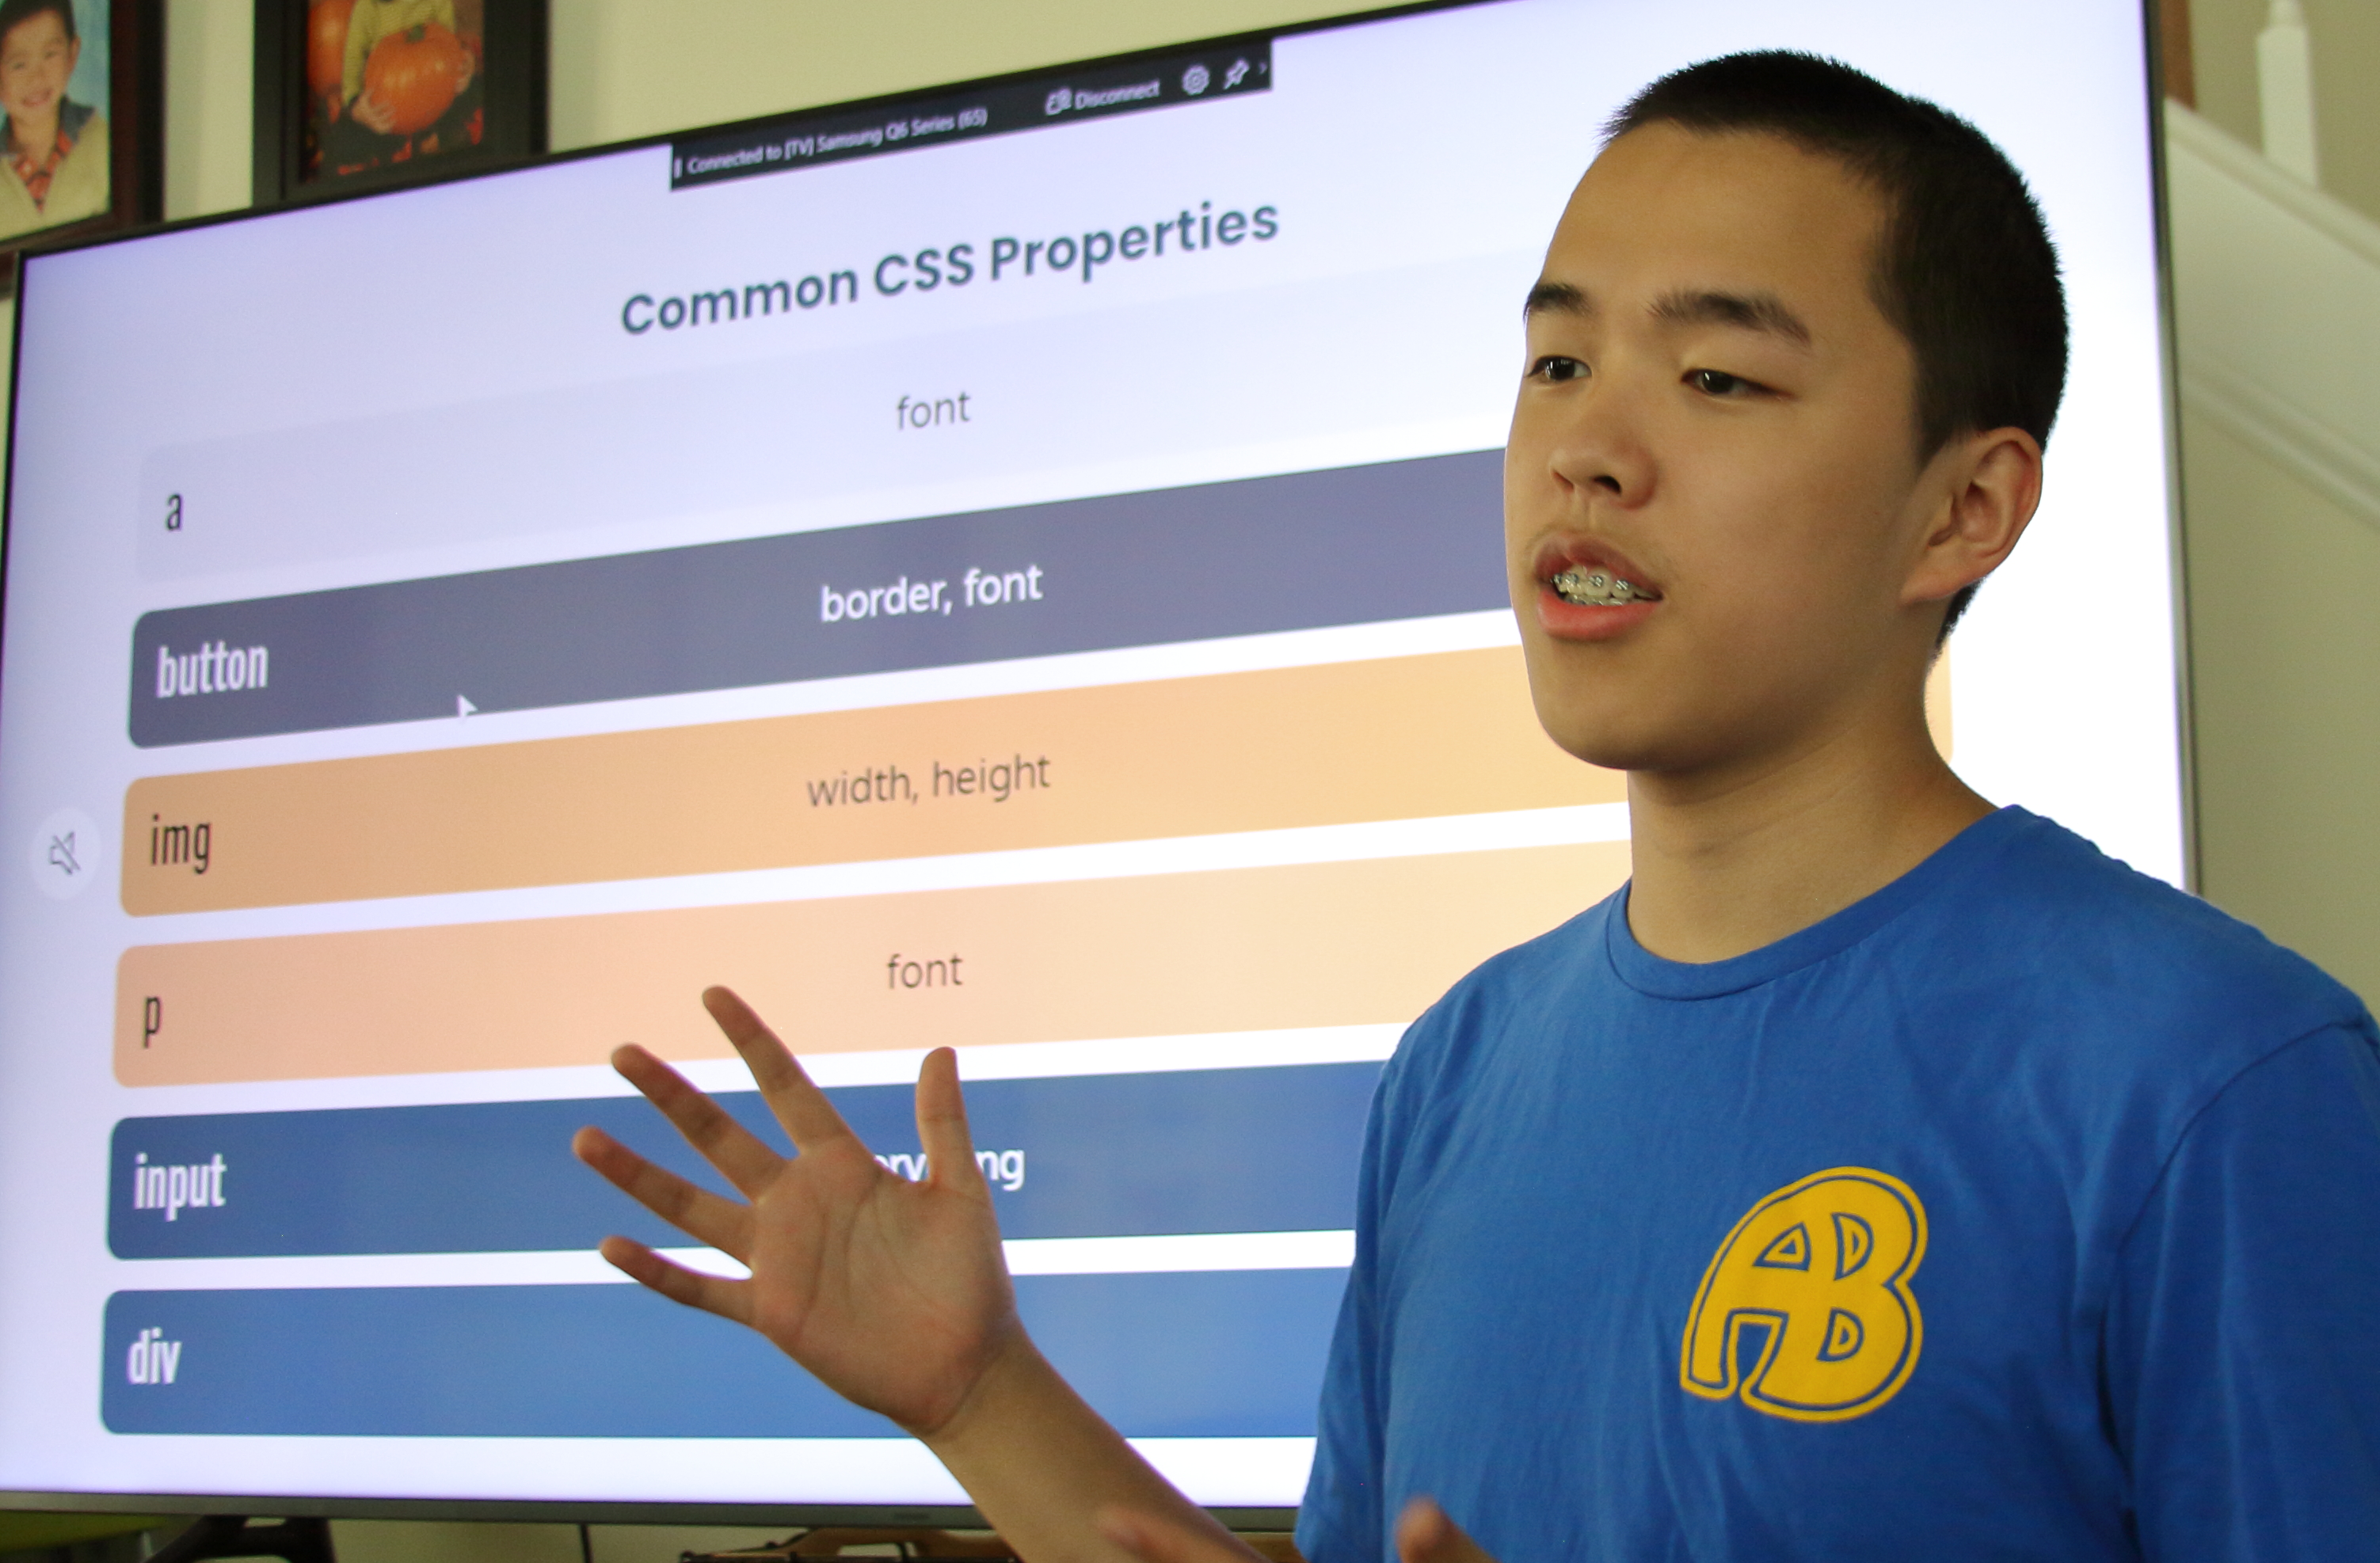 Connected to [TV] Samsung Q6 Series (65)
Disconnect
Common CSS Properties
a
font
button
border, font
img
width, height
p
font
input
div
AB